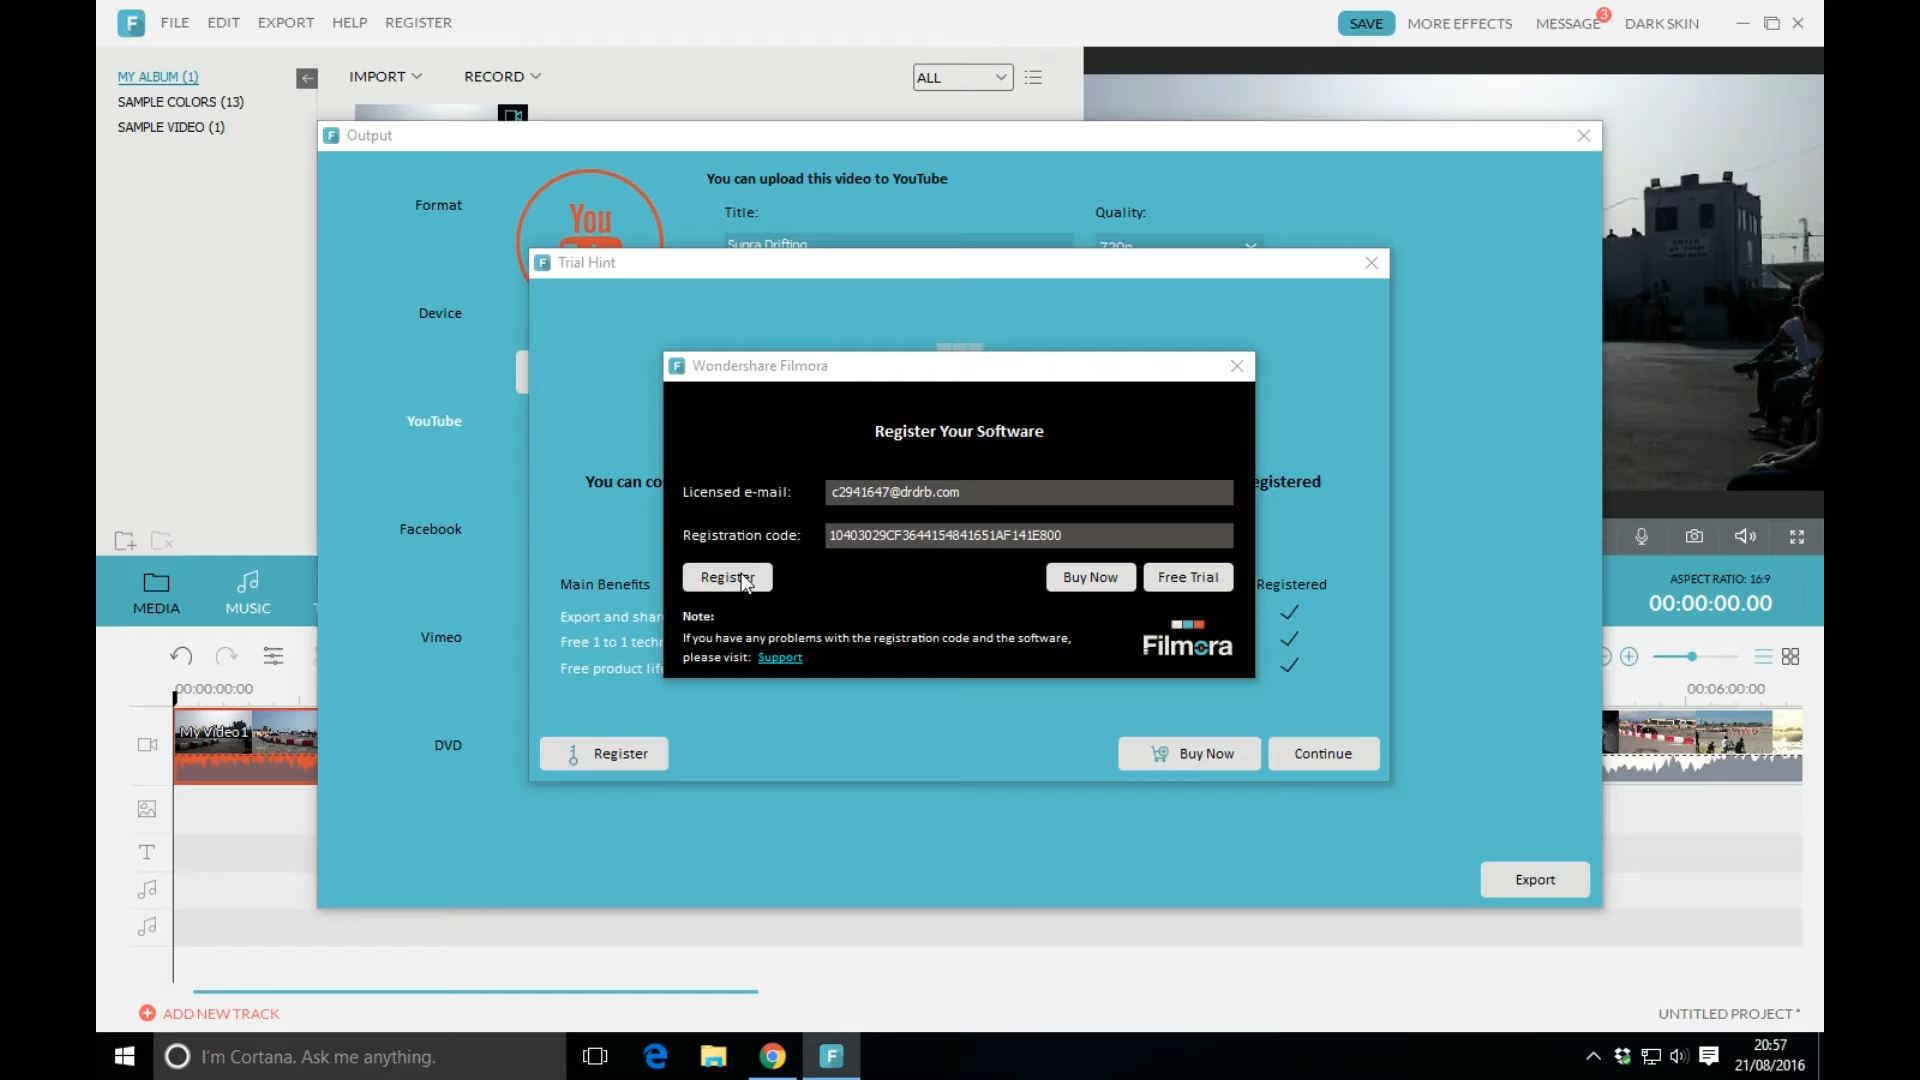 FILE EDIT EXPORT HELP REGISTER
SAVE MORE EFFECTS MESSAGE 3 DARK SKIN
MY ALBUM (1)
SAMPLE COLORS (13)
SAMPLE VIDEO (1)
IMPORT RECORD ALL
Output
You can upload this video to YouTube
Title: Quality:
Supra Drifting 720p
Format
Device
YouTube
Facebook
Vimeo
DVD
You
Trial Hint
You can co
egistered
Main Benefits
Registered
Export and shar
Free 1 to 1 techn
Free product lif
Wondershare Filmora
Register Your Software
Licensed e-mail: c2941647@drdrb.com
Registration code: 10403029CF3644154841651AF141E800
Register Buy Now Free Trial
Note:
If you have any problems with the registration code and the software,
please visit: Support
Filmora
Register Buy Now Continue
Export
MEDIA MUSIC
ASPECT RATIO: 16:9
00:00:00.00
00:00:00:00 00:06:00:00
My Video1
ADD NEW TRACK
UNTITLED PROJECT *
I'm Cortana. Ask me anything.
20:57
21/08/2016